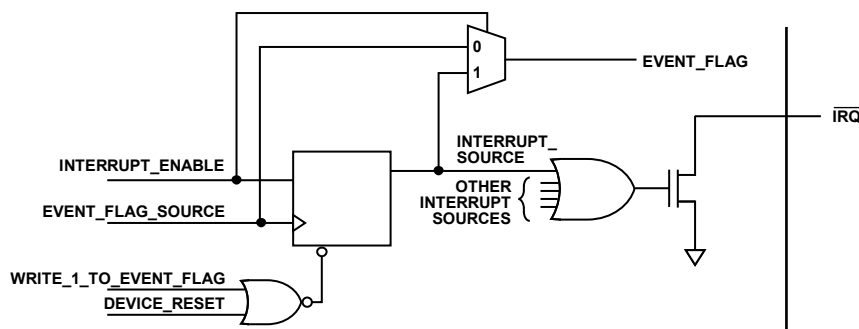 0
EVENT_FLAG
1
IRQ
INTERRUPT_ENABLE
INTERRUPT_
SOURCE
OTHER
INTERRUPT
SOURCES
EVENT_FLAG_SOURCE
WRITE_1_TO_EVENT_FLAG
DEVICE_RESET